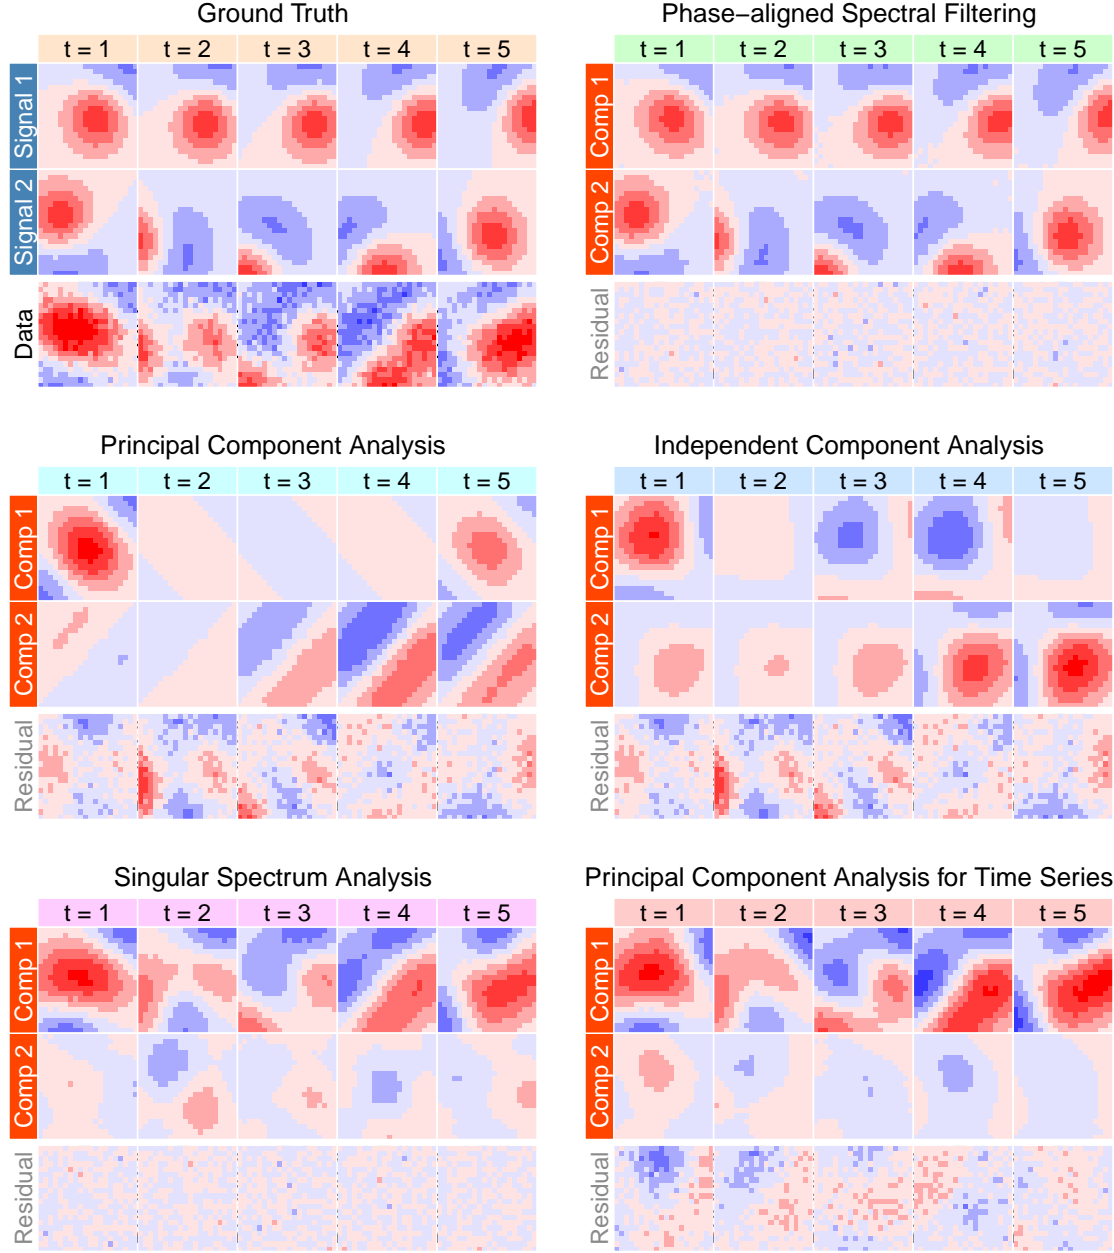 Ground Truth
t = 1 t = 2 t = 3 t = 4 t = 5
Signal 1
Signal 2
Data
Phase−aligned Spectral Filtering
t = 1 t = 2 t = 3 t = 4 t = 5
Comp 1
Comp 2
Residual
Principal Component Analysis
t = 1 t = 2 t = 3 t = 4 t = 5
Comp 1
Comp 2
Residual
Independent Component Analysis
t = 1 t = 2 t = 3 t = 4 t = 5
Comp 1
Comp 2
Residual
Singular Spectrum Analysis
t = 1 t = 2 t = 3 t = 4 t = 5
Comp 1
Comp 2
Residual
Principal Component Analysis for Time Series
t = 1 t = 2 t = 3 t = 4 t = 5
Comp 1
Comp 2
Residual